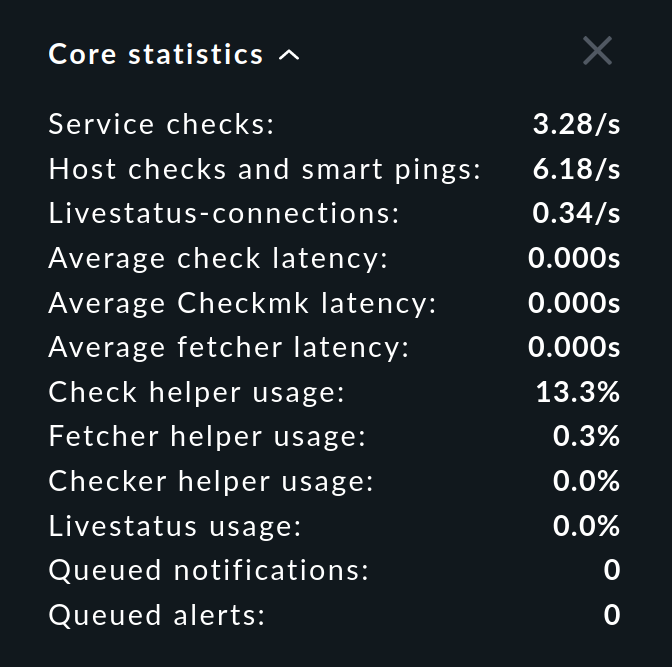 Core statistics
Service checks: 3.28/s
Host checks and smart pings: 6.18/s
Livestatus-connections: 0.34/s
Average check latency: 0.000s
Average Checkmk latency: 0.000s
Average fetcher latency: 0.000s
Check helper usage: 13.3%
Fetcher helper usage: 0.3%
Checker helper usage: 0.0%
Livestatus usage: 0.0%
Queued notifications: 0
Queued alerts: 0